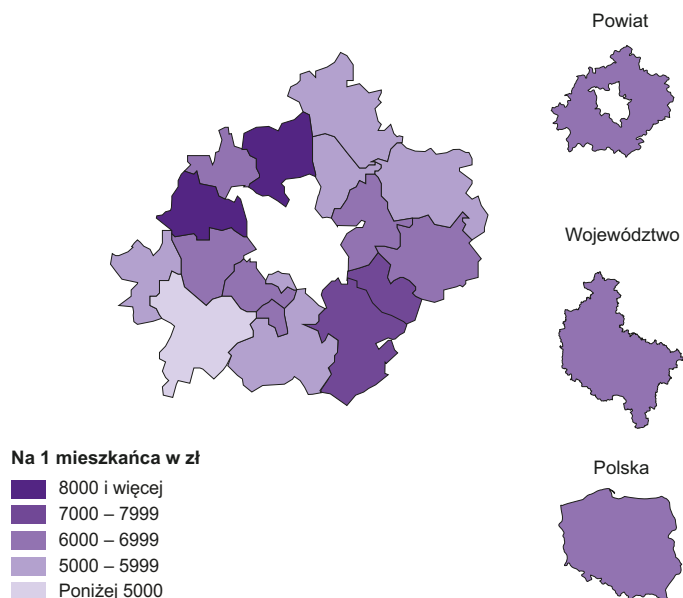 Powiat
Województwo
Polska
Na 1 mieszkańca w zł
8000 i więcej
7000 – 7999
6000 – 6999
5000 – 5999
Poniżej 5000